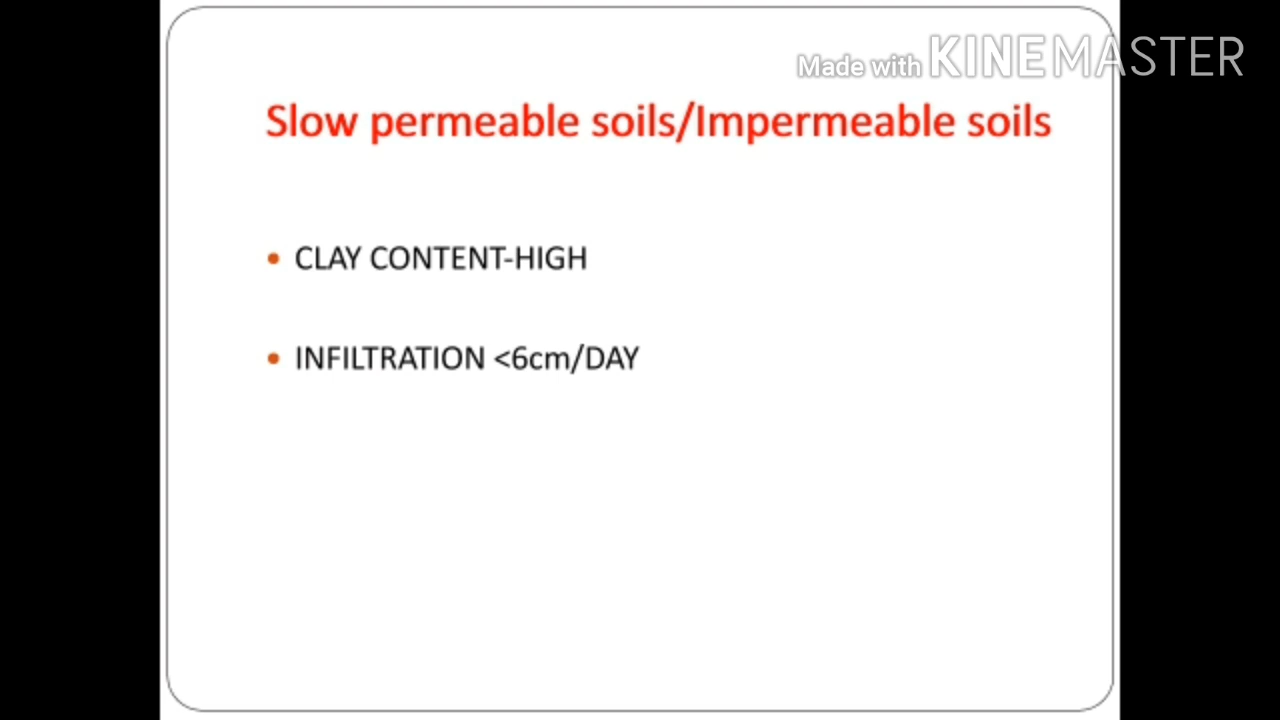 Made with KINEMASTER
Slow permeable soils/Impermeable soils
• CLAY CONTENT-HIGH
• INFILTRATION <6cm/DAY